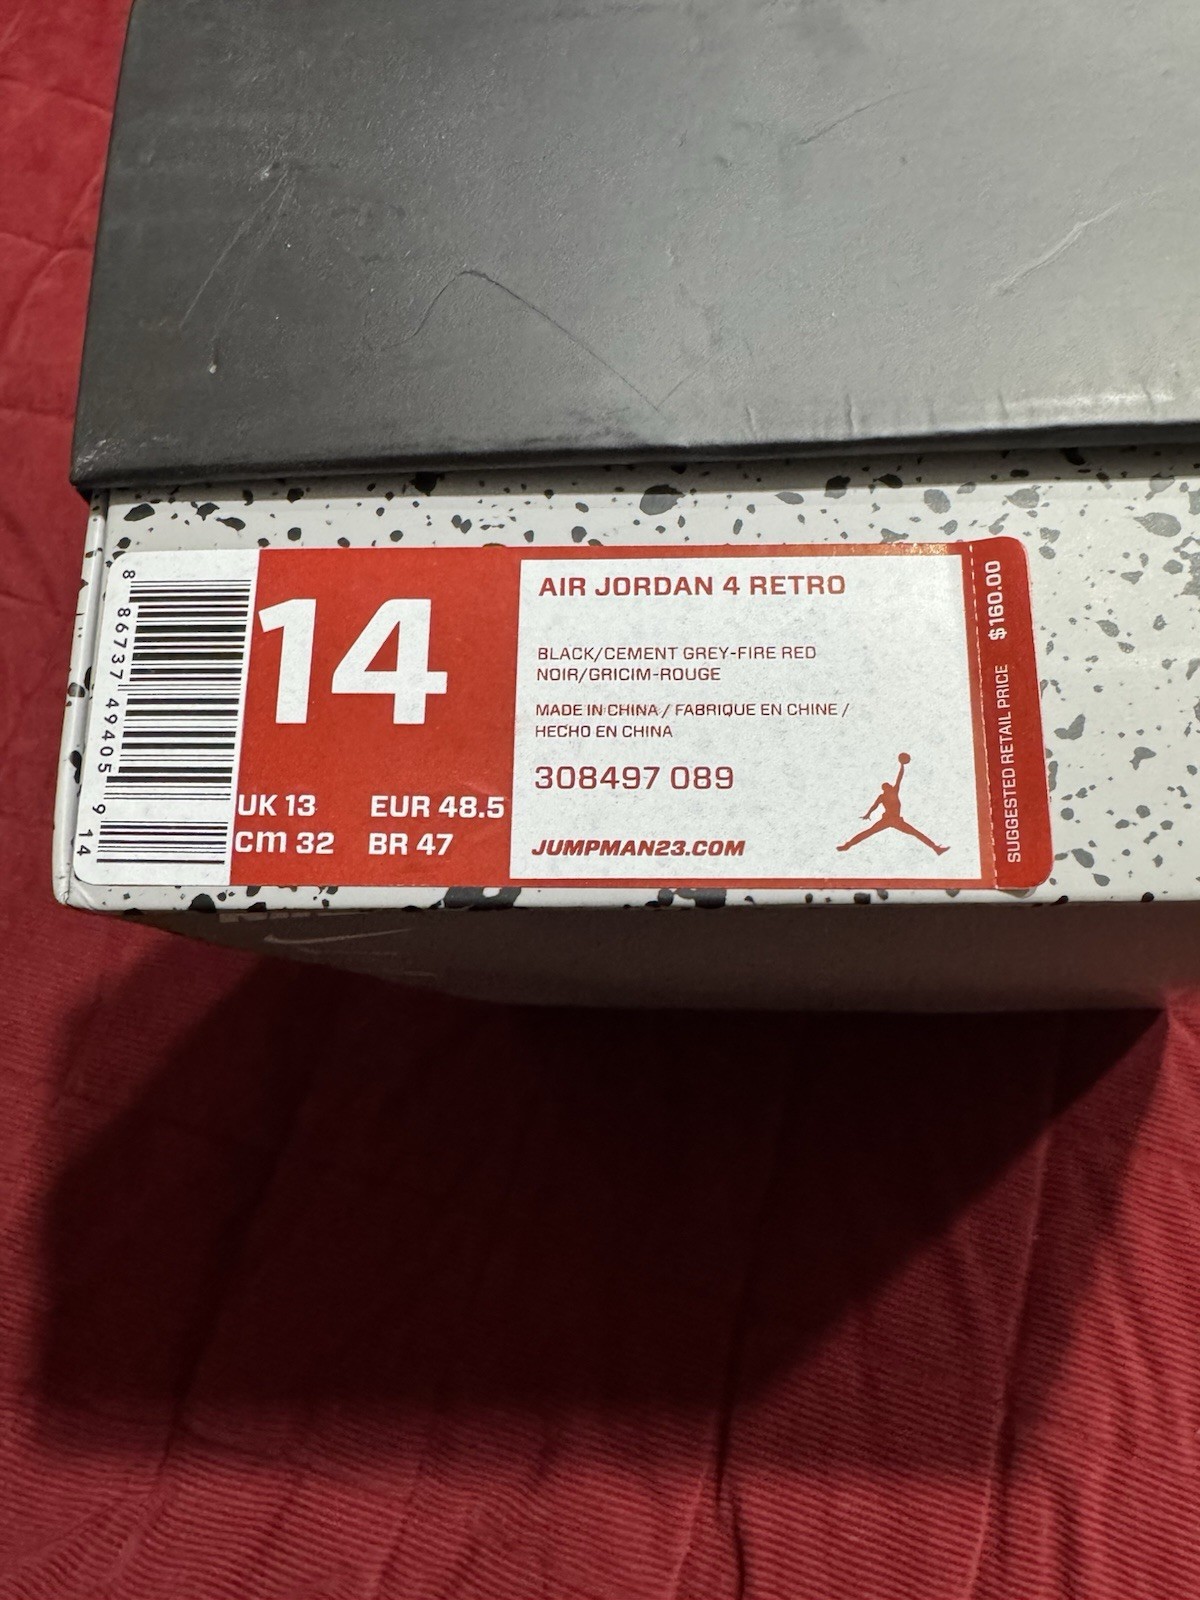 8 86737 49405 9 14
14
UK 13 EUR 48.5
cm 32 BR 47
AIR JORDAN 4 RETRO
BLACK/CEMENT GREY-FIRE RED
NOIR/GRICIM-ROUGE
MADE IN CHINA / FABRIQUE EN CHINE /
HECHO EN CHINA
308497 089
JUMPMAN23.COM
SUGGESTED RETAIL PRICE $160.00